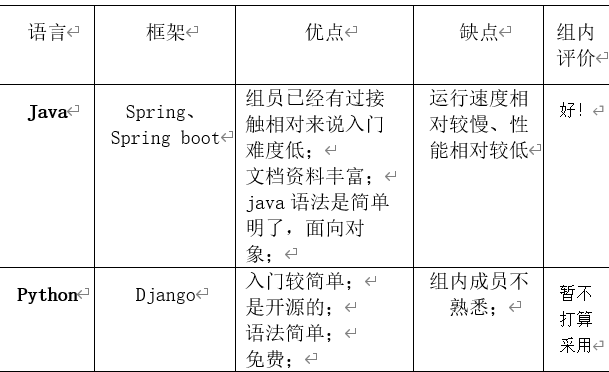 语言
框架
优点
缺点
组内
评价
Java
Spring、
Spring boot
组员已经有过接
触相对来说入门
难度低；
文档资料丰富；
java 语法是简单
明了，面向对
象；
运行速度相
对较慢、性
能相对较低
好！
Python
Django
入门较简单；
是开源的；
语法简单；
免费；
组内成员不
熟悉；
暂不
打算
采用